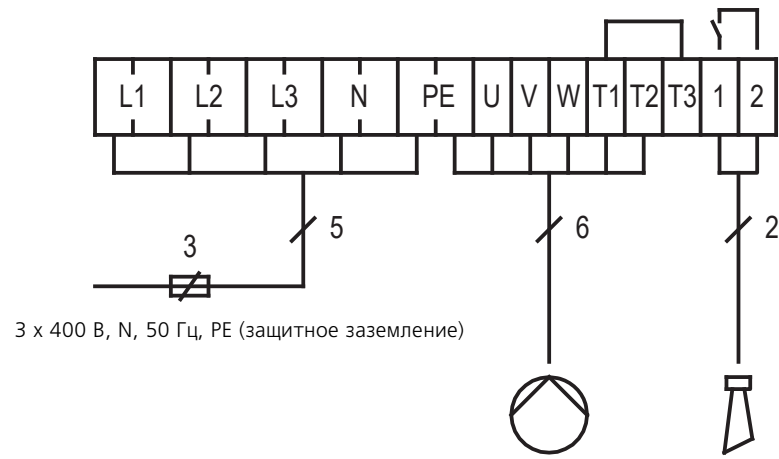 L1 L2 L3 N PE U V W T1 T2 T3 1 2
5 6 2
3
3 x 400 В, N, 50 Гц, PE (защитное заземление)